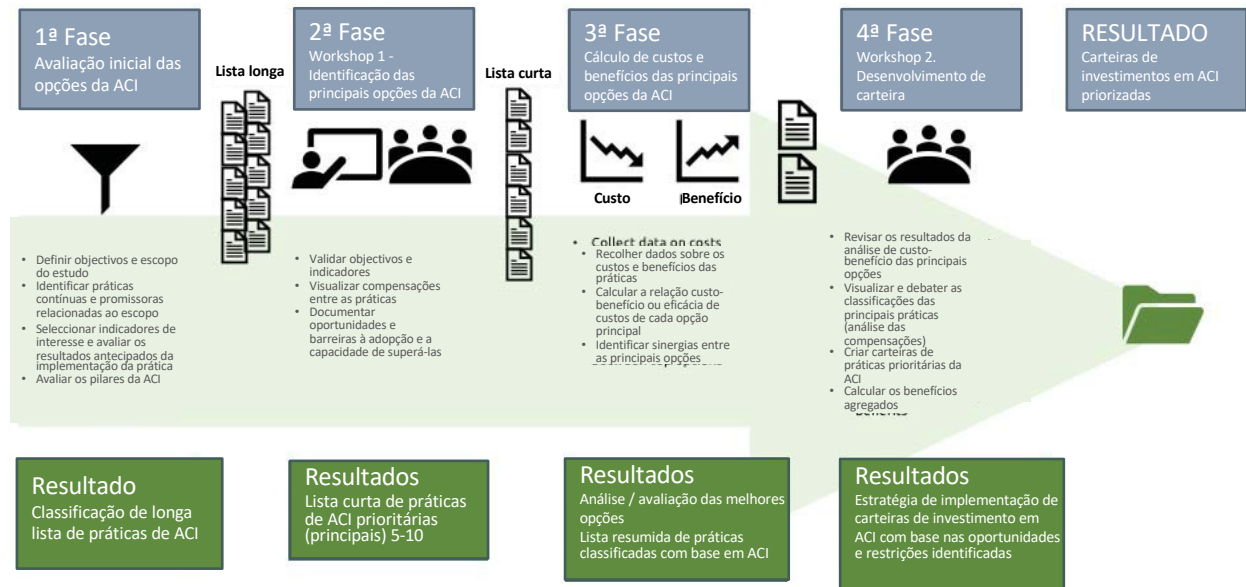 1ª Fase
Avaliação inicial das
opções da ACI
Lista longa
2ª Fase
Workshop 1 -
Identificação das
principais opções da ACI
Lista curta
3ª Fase
Cálculo de custos e
benefícios das principais
opções da ACI
4ª Fase
Workshop 2.
Desenvolvimento de
carteira
RESULTADO
Carteiras de
investimentos em ACI
priorizadas
Custo
Benefício
• Definir objectivos e escopo
do estudo
• Identificar práticas
contínuas e promissoras
relacionadas ao escopo
• Seleccionar indicadores de
interesse e avaliar os
resultados antecipados da
implementação da prática
• Avaliar os pilares da ACI
• Validar objectivos e
indicadores
• Visualizar compensações
entre as práticas
• Documentar
oportunidades e
barreiras à adopção e a
capacidade de superá-las
• Collect data on costs
• Recolher dados sobre os
custos e benefícios das
práticas
• Calcular a relação custo-
benefício ou eficácia de
custos de cada opção
principal
• Identificar sinergias entre
as principais opções
• Revisar os resultados da
análise de custo-
benefício das principais
opções
• Visualizar e debater as
classificações das
principais práticas
(análise das
compensações)
• Criar carteiras de
práticas prioritárias da
ACI
• Calcular os benefícios
agregados
Resultado
Classificação de longa
lista de práticas de ACI
Resultados
Lista curta de práticas
de ACI prioritárias
(principais) 5-10
Resultados
Análise / avaliação das melhores
opções
Lista resumida de práticas
classificadas com base em ACI
Resultados
Estratégia de implementação de
carteiras de investimento em
ACI com base nas oportunidades
e restrições identificadas